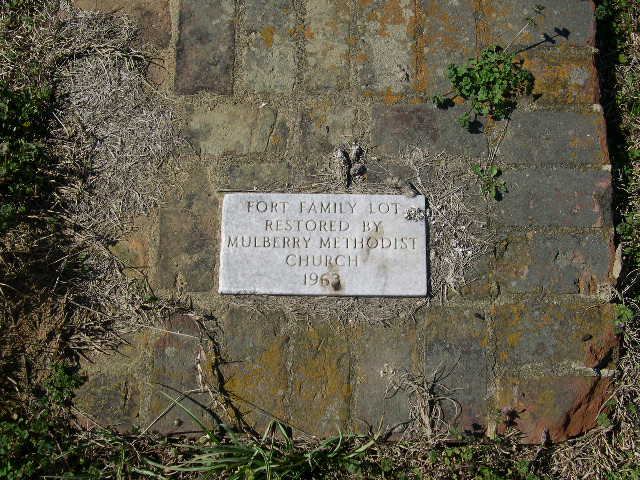 FORT FAMILY LOT
RESTORED BY
MULBERRY METHODIST
CHURCH
1963